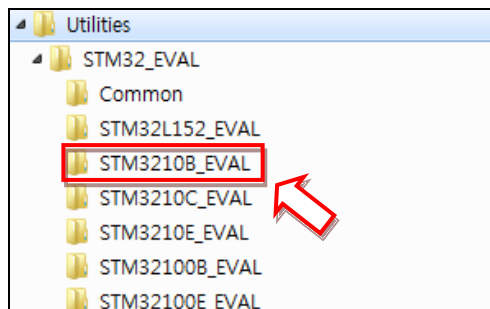 Utilities
STM32_EVAL
Common
STM32L152_EVAL
STM3210B_EVAL
STM3210C_EVAL
STM3210E_EVAL
STM32100B_EVAL
STM32100E_EVAL